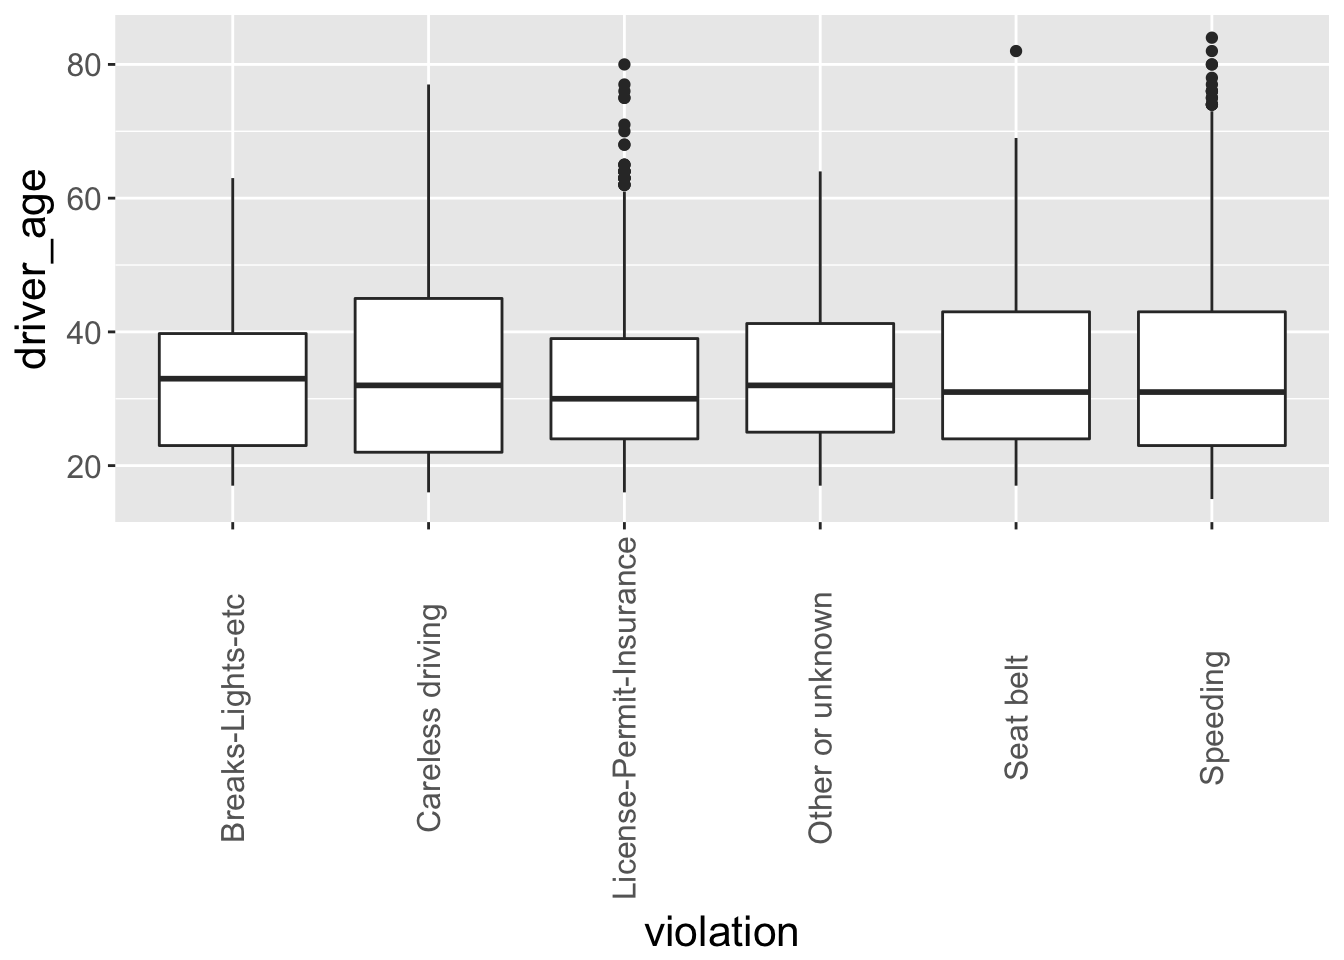 driver_age
80
60
40
20
Breaks-Lights-etc
Careless driving
License-Permit-Insurance
Other or unknown
Seat belt
Speeding
violation